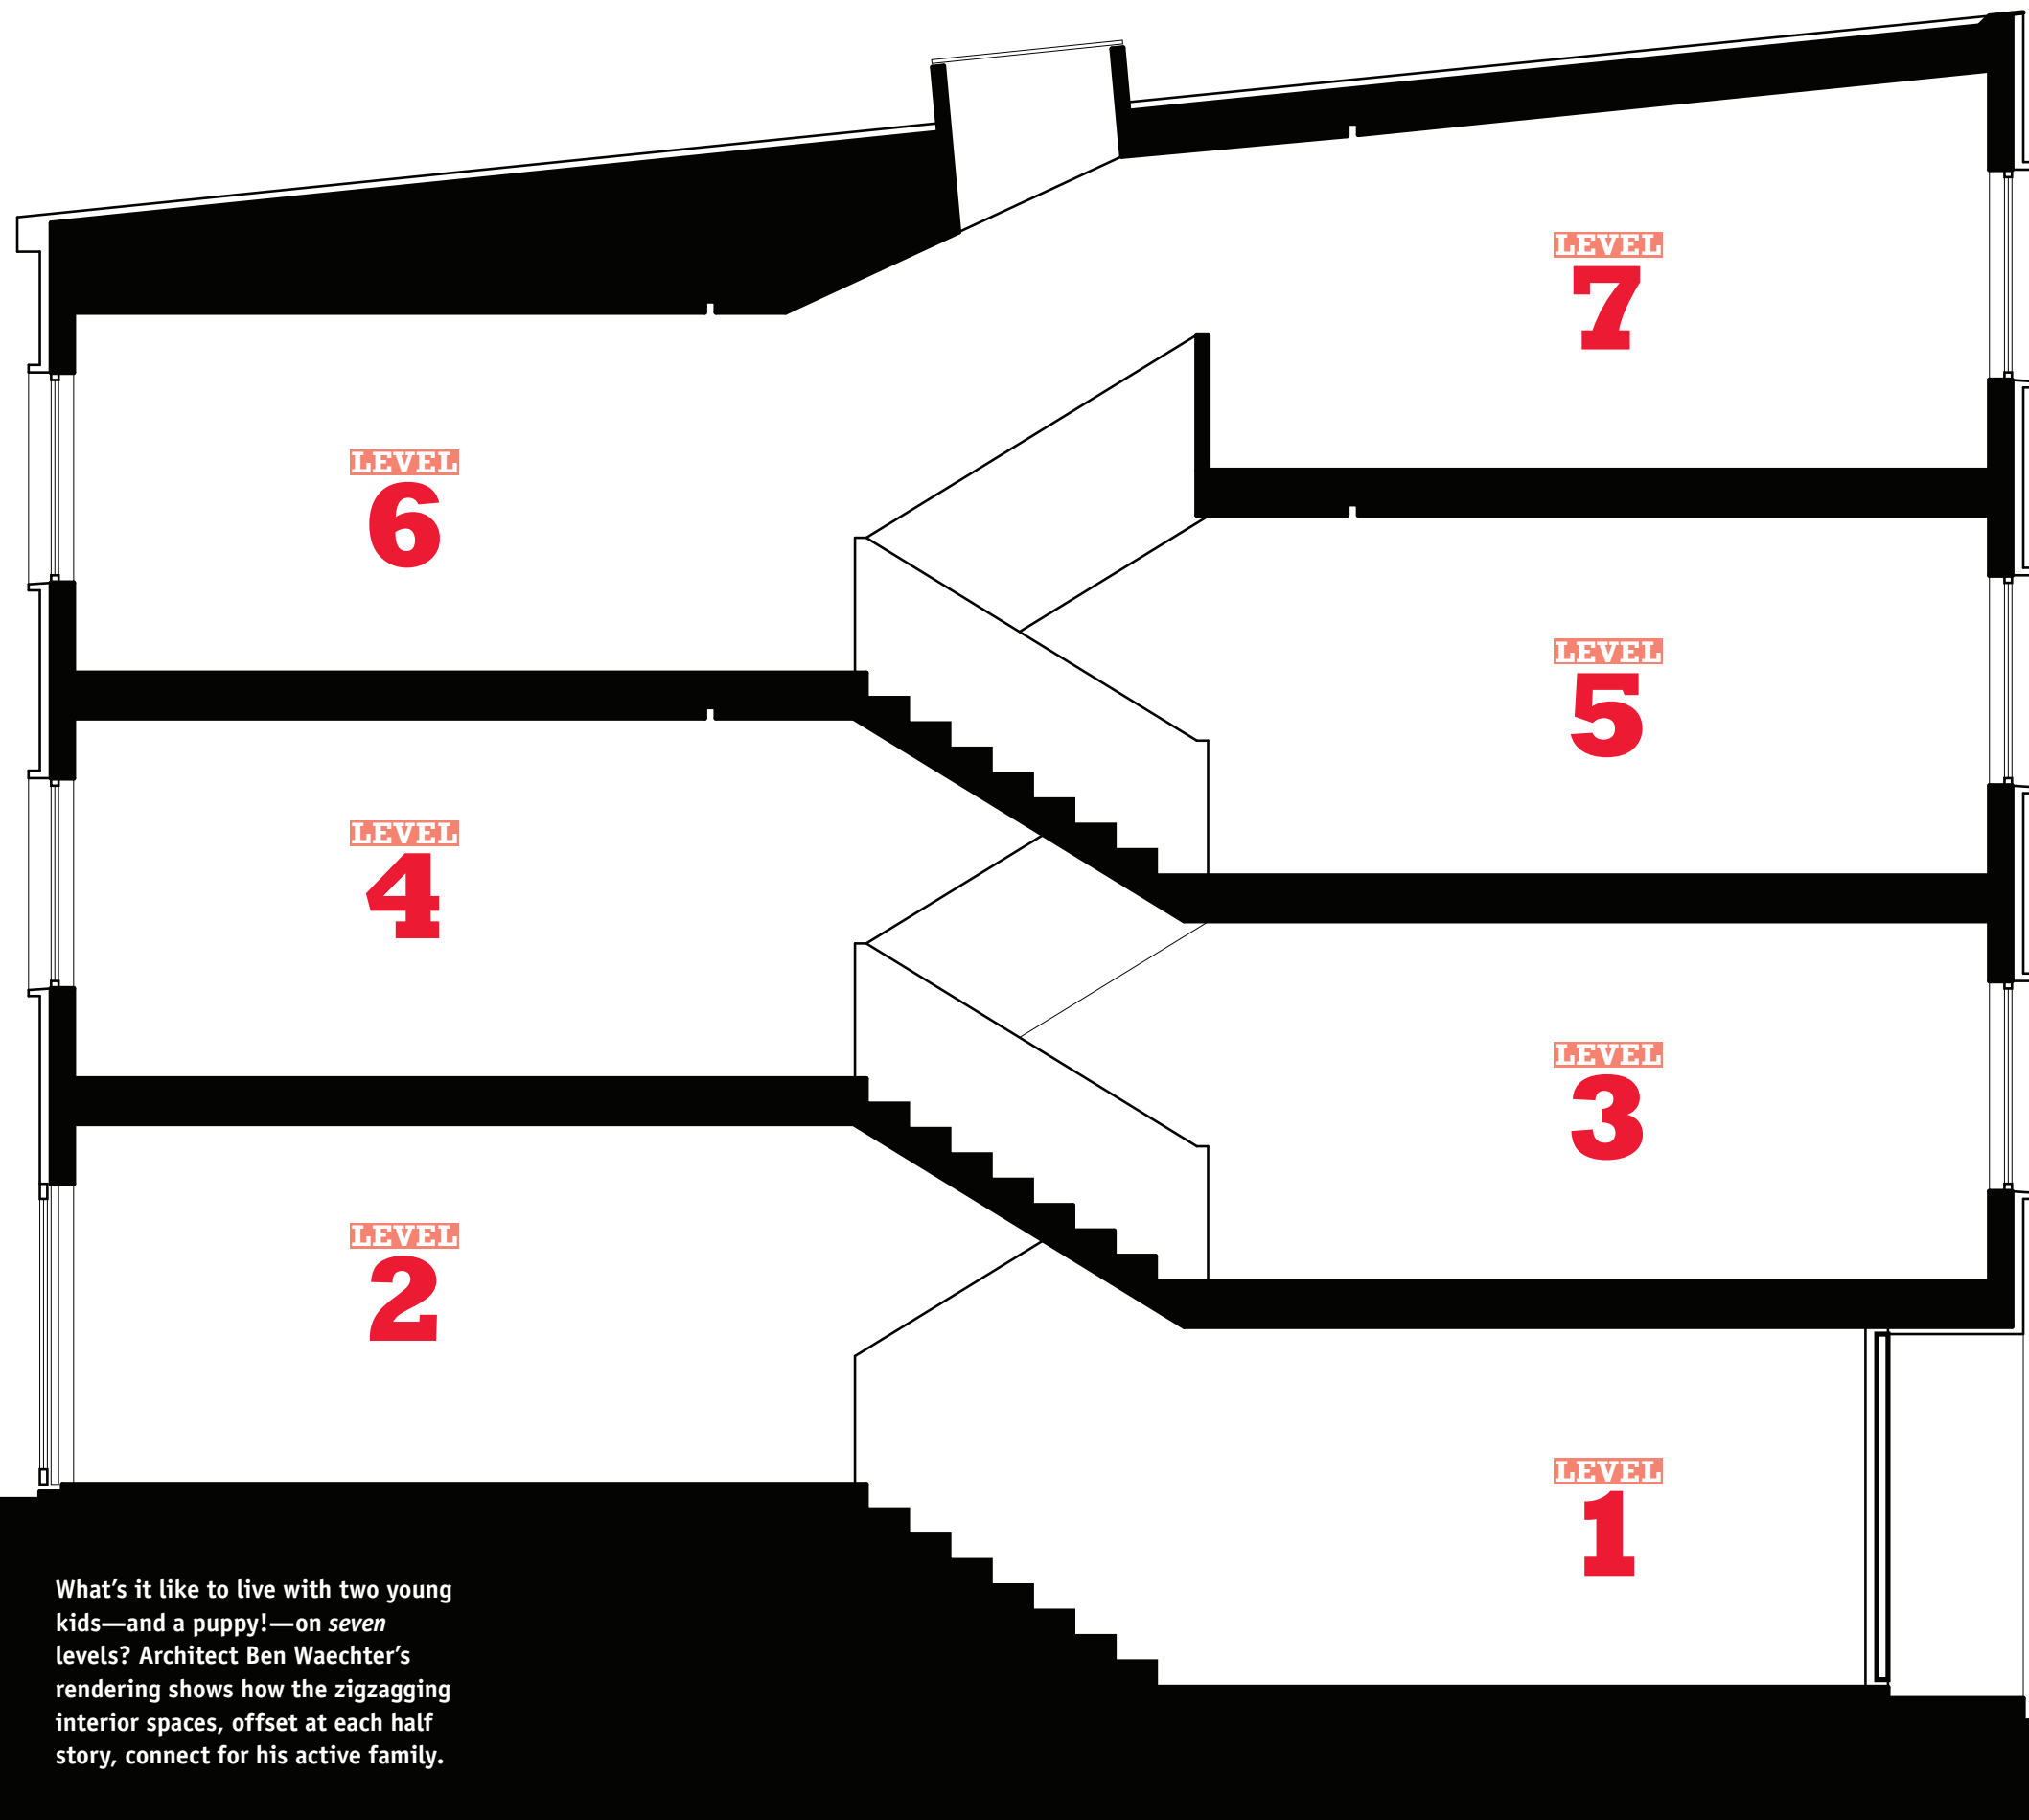 LEVEL
7
LEVEL
6
LEVEL
5
LEVEL
4
LEVEL
3
LEVEL
2
LEVEL
1
What’s it like to live with two young
kids—and a puppy!—on seven
levels? Architect Ben Waechter’s
rendering shows how the zigzagging
interior spaces, offset at each half
story, connect for his active family.